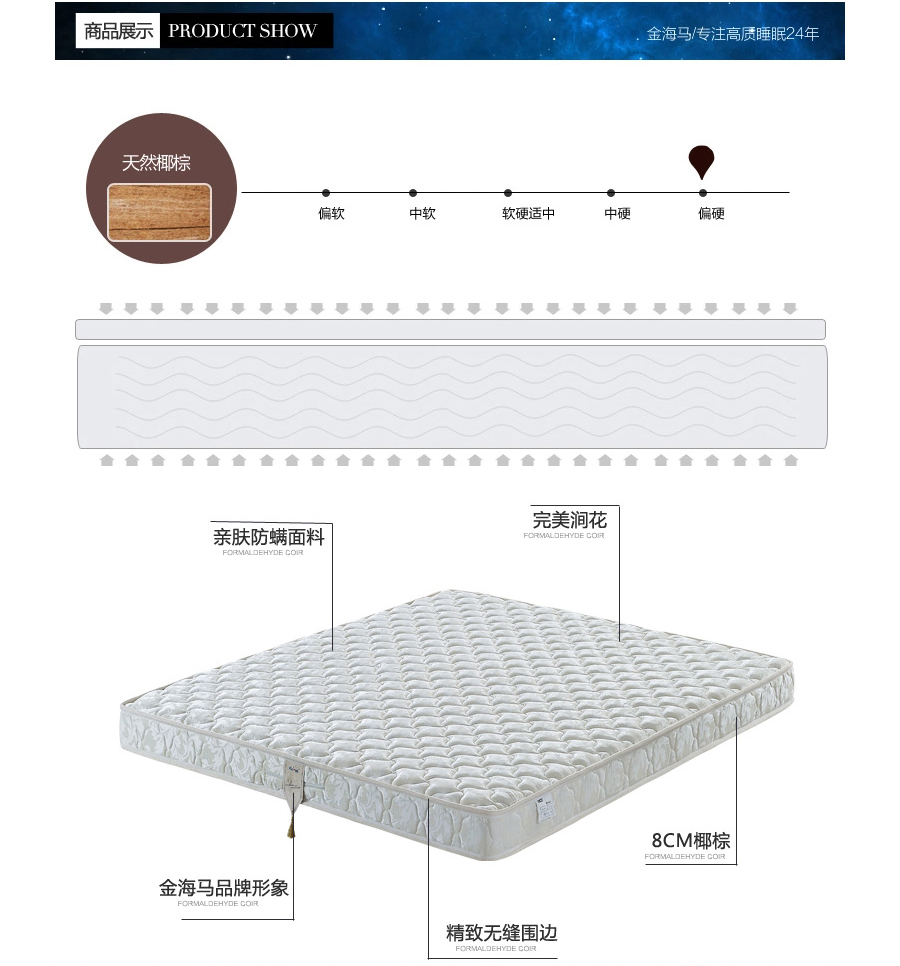 商品展示 PRODUCT SHOW
金海马/专注高质睡眠24年
天然椰棕
偏软 中软 软硬适中 中硬 偏硬
完美涧花
FORMALDEHYDE COIR
亲肤防螨面料
FORMALDEHYDE COIR
8CM椰棕
FORMALDEHYDE COIR
金海马品牌形象
FORMALDEHYDE COIR
精致无缝围边
FORMALDEHYDE COIR